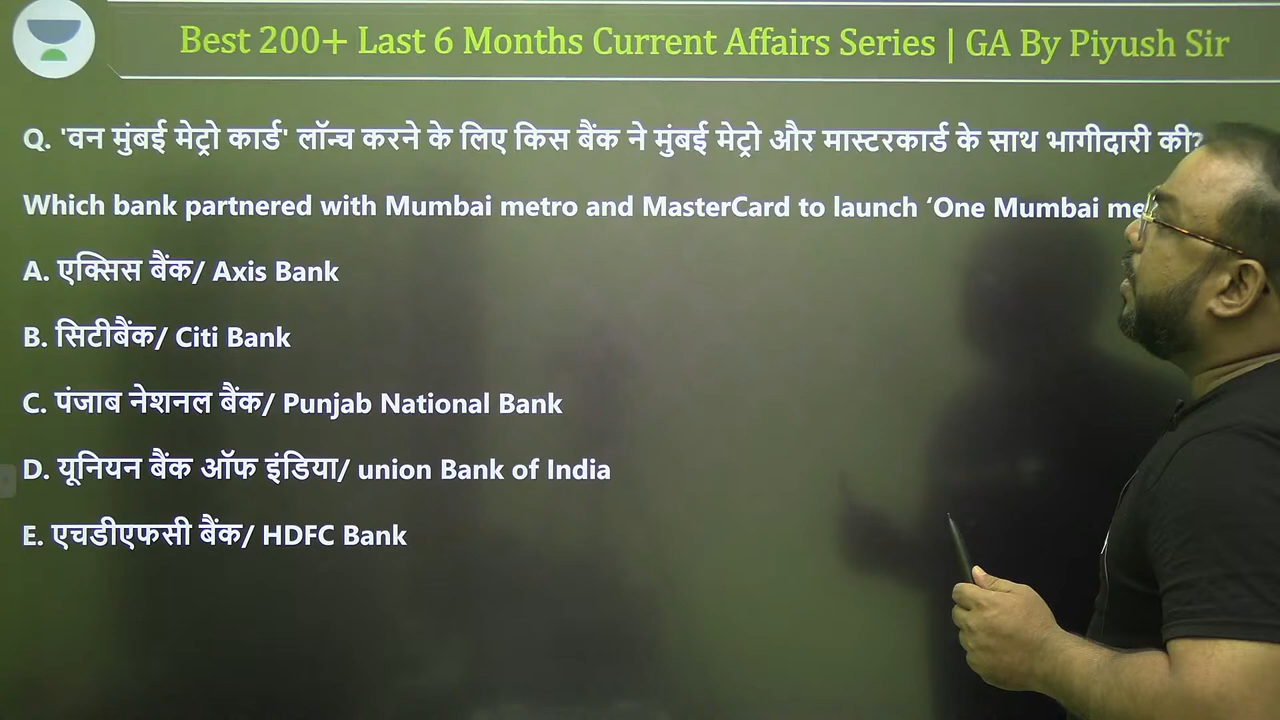 Best 200+ Last 6 Months Current Affairs Series | GA By Piyush Sir
Q. 'वन मुंबई मेट्रो कार्ड' लॉन्च करने के लिए किस बैंक ने मुंबई मेट्रो और मास्टरकार्ड के साथ भागीदारी की?
Which bank partnered with Mumbai metro and MasterCard to launch ‘One Mumbai
A. एक्सिस बैंक/ Axis Bank
B. सिटीबैंक/ Citi Bank
C. पंजाब नेशनल बैंक/ Punjab National Bank
D. यूनियन बैंक ऑफ इंडिया/ union Bank of India
E. एचडीएफसी बैंक/ HDFC Bank